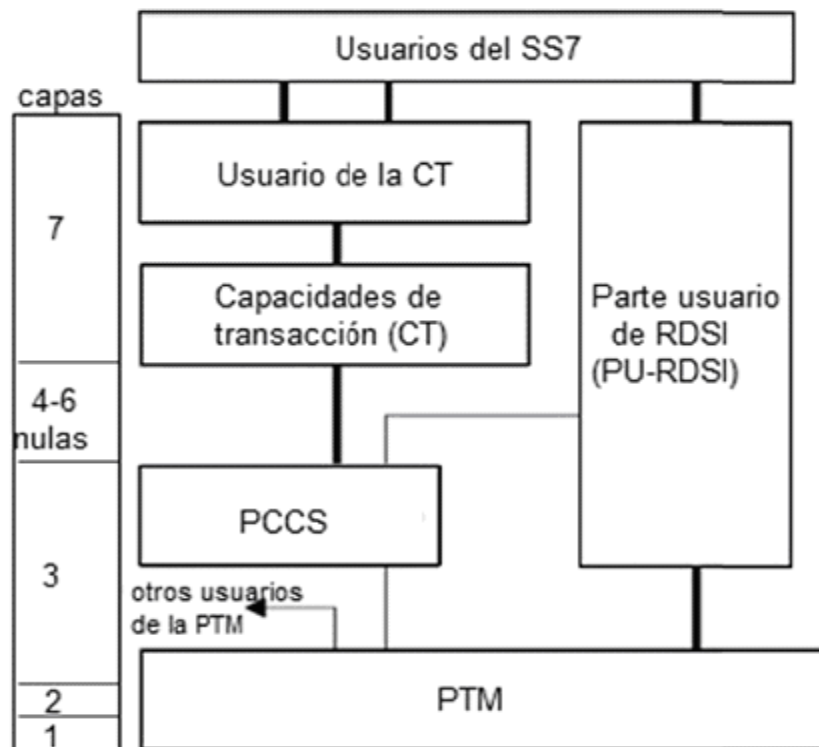 Usuarios del SS7
capas
7
4-6
nulas
3
2
1
Usuario de la CT
Capacidades de
transacción (CT)
Parte usuario
de RDSI
(PU-RDSI)
PCCS
otros usuarios
de la PTM
PTM